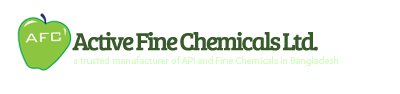 AFC
Active Fine Chemicals Ltd.
a trusted manufacturer of API and Fine Chemicals in Bangladesh